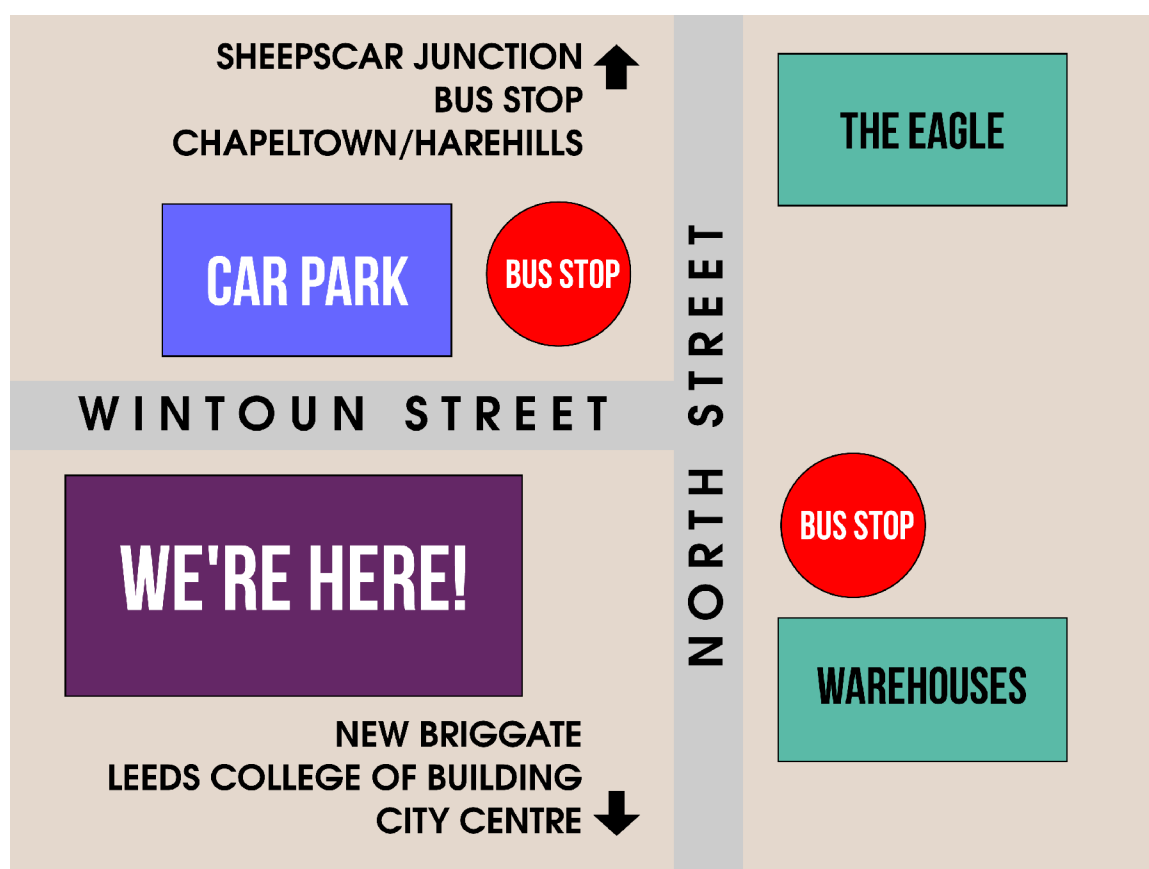 SHEEPSCAR JUNCTION
BUS STOP
CHAPELTOWN/HAREHILLS
THE EAGLE
CAR PARK
BUS STOP
WINTOUN STREET
NORTH STREET
WE'RE HERE!
BUS STOP
WAREHOUSES
NEW BRIGGATE
LEEDS COLLEGE OF BUILDING
CITY CENTRE